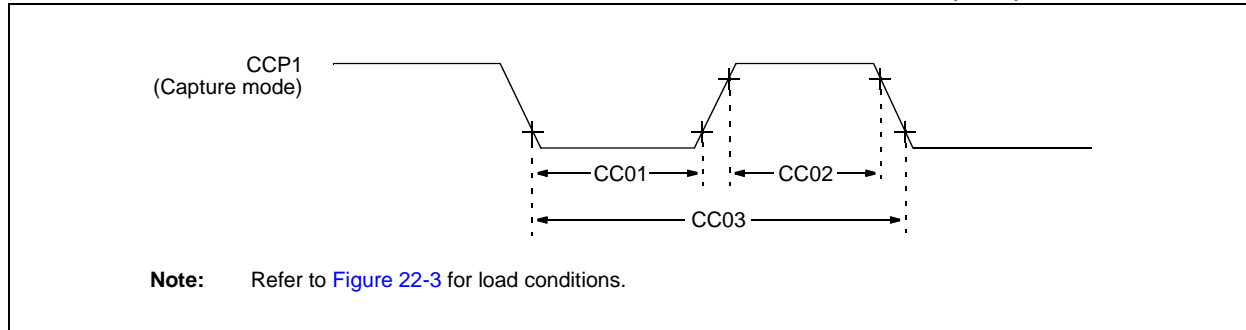 CCP1
(Capture mode)
CC01
CC02
CC03
Note: Refer to Figure 22-3 for load conditions.